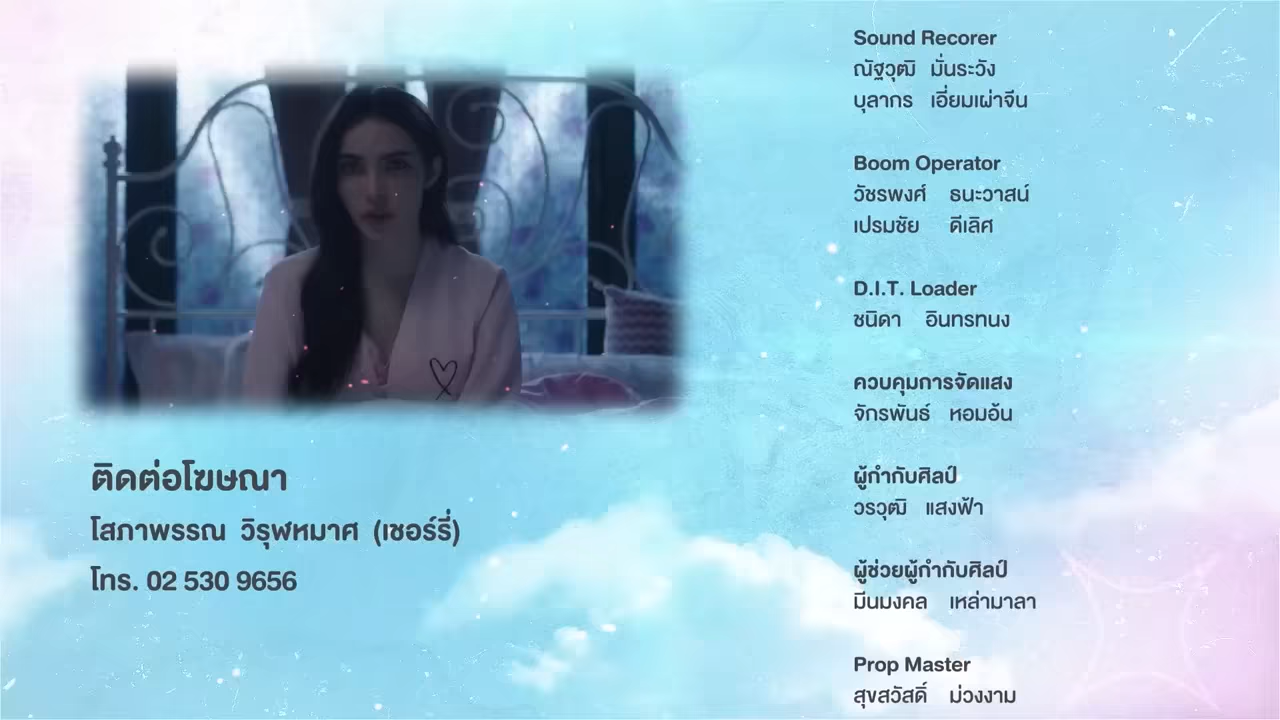 ติดต่อโฆษณา
โสภาพรรณ วิรุฬหมาศ (เชอร์รี่)
โทร. 02 530 9656
Sound Recorer
ณัฐวุฒิ มั่นระวัง
บุลากร เอี่ยมเผ่าจีน
Boom Operator
วัชรพงศ์ ธนะวาสน์
เปรมชัย ดีเลิศ
D.I.T. Loader
ชนิดา อินทรทนง
ควบคุมการจัดแสง
จักรพันธ์ หอมอ้น
ผู้กำกับศิลป์
วรวุฒิ แสงฟ้า
ผู้ช่วยผู้กำกับศิลป์
มีนมงคล เหล่ามาลา
Prop Master
สุขสวัสดิ์ ม่วงงาม